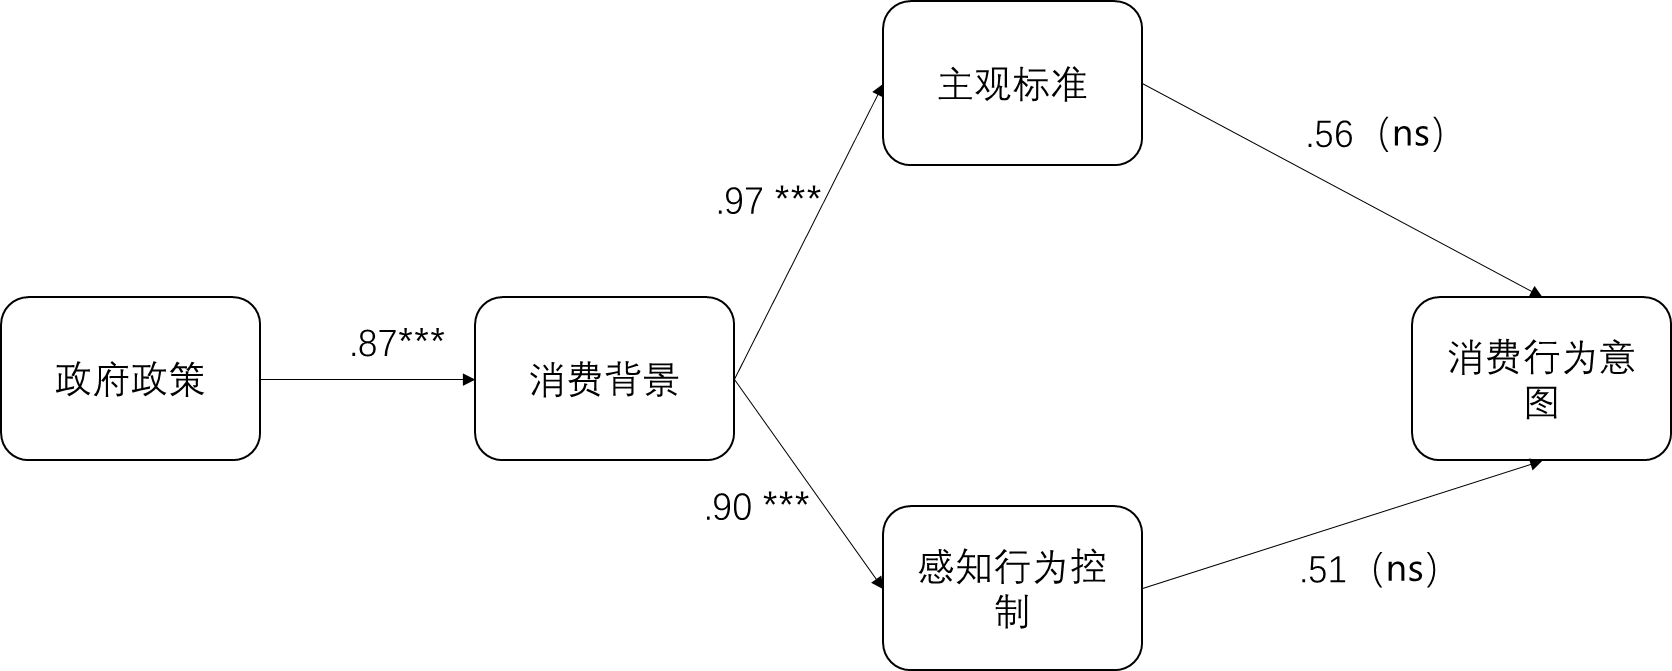 主观标准
.56（ns）
.97 ***
政府政策
.87***
消费背景
消费行为意
图
.90 ***
感知行为控
制
.51（ns）